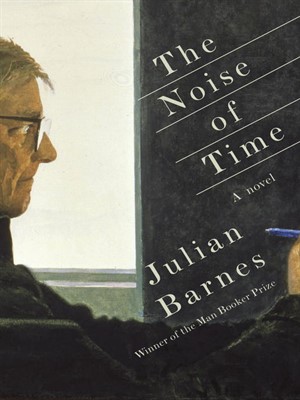 The
Noise
of
Time
A novel
Julian
Barnes
Winner of the Man Booker Prize